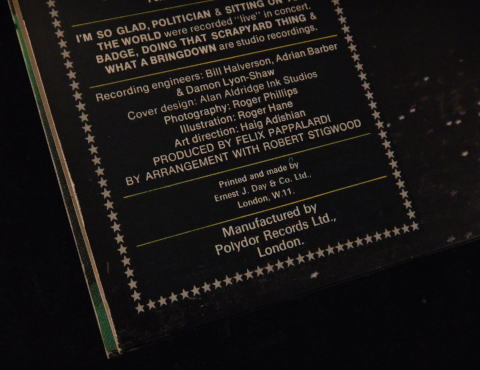 I'M SO GLAD, POLITICIAN & SITTING ON
THE WORLD were recorded "live" in concert.
BADGE, DOING THAT SCRAPYARD THING &
WHAT A BRINGDOWN are studio recordings.
Recording engineers: Bill Halverson, Adrian Barber
& Damon Lyon-Shaw
Cover design: Alan Aldridge Ink Studios
Photography: Roger Phillips
Illustration: Roger Hane
Art direction: Haig Adishian
PRODUCED BY FELIX PAPPALARDI
BY ARRANGEMENT WITH ROBERT STIGWOOD
Printed and made by
Ernest J. Day & Co. Ltd.,
London, W.11.
Manufactured by
Polydor Records Ltd.,
London.